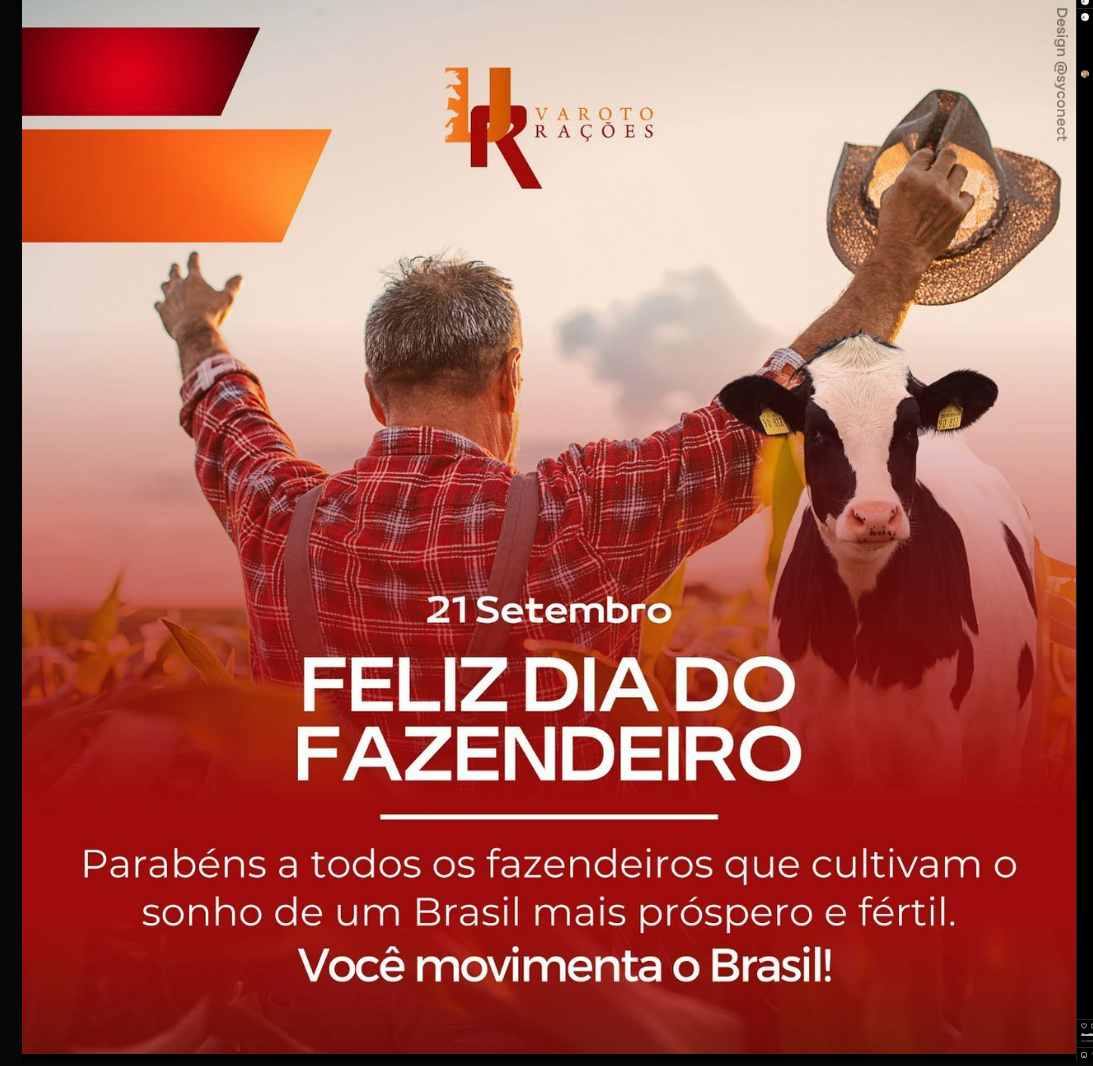 Design @syconect
VAROTO
RAÇÕES
21 Setembro
FELIZ DIA DO
FAZENDEIRO
Parabéns a todos os fazendeiros que cultivam o
sonho de um Brasil mais próspero e fértil.
Você movimenta o Brasil!